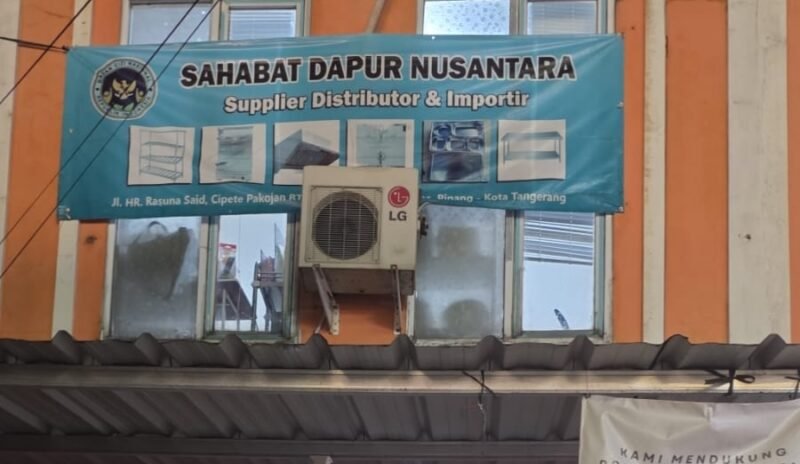 SAHABAT DAPUR NUSANTARA
Supplier Distributor & Importir
Jl. HR. Rasuna Said, Cipete Pakojan Pinang - Kota Tangerang
LG
KAMI MENDUKUNG